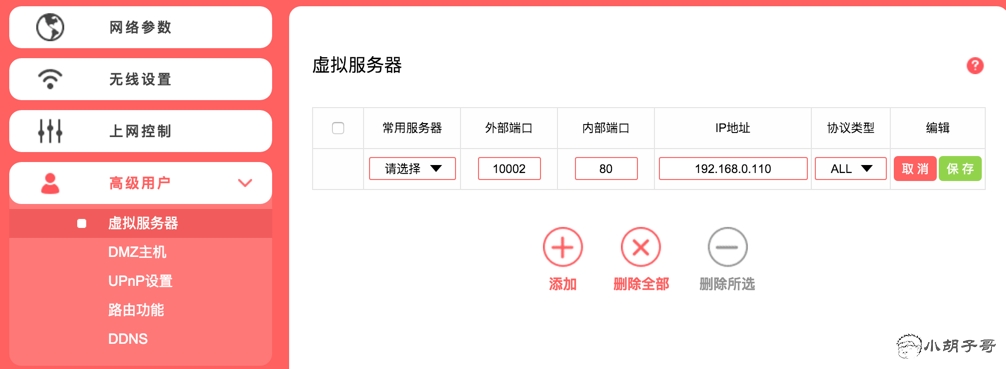 网络参数
无线设置
上网控制
高级用户
虚拟服务器
DMZ主机
UPnP设置
路由功能
DDNS
虚拟服务器
?
常用服务器 外部端口 内部端口 IP地址 协议类型 编辑
请选择 10002 80 192.168.0.110 ALL 取消 保存
添加 删除全部 删除所选
小胡子哥